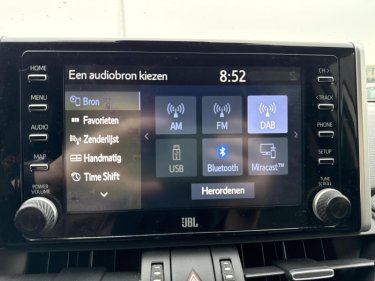 HOME
MENU
AUDIO
MAP
POWER
VOLUME
Een audiobron kiezen
8:52
Bron
Favorieten
Zenderlijst
Handmatig
Time Shift
AM
FM
DAB
USB
Bluetooth
Miracast™
Herordenen
JBL
CH >
< TRACK
PHONE
SETUP
TUNE
SCROLL